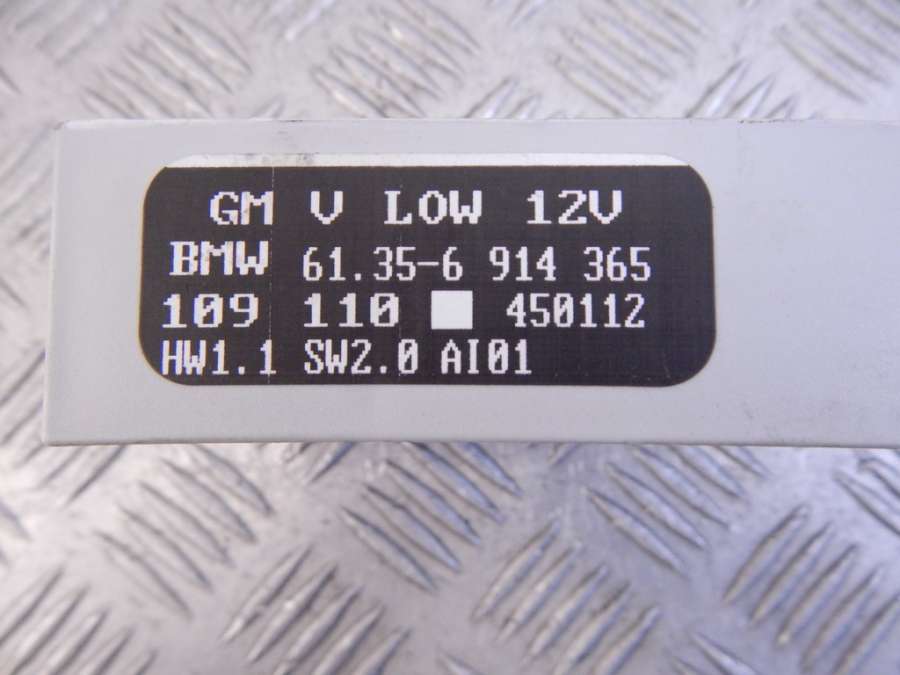 GM V LOW 12V
BMW 61.35-6 914 365
109 110 450112
HW1.1 SW2.0 AI01